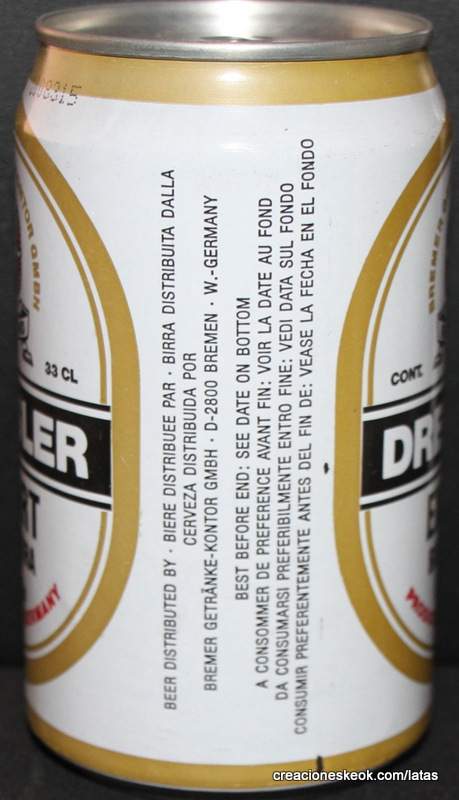 08315
33 CL
LER
GERMANY
BEER DISTRIBUTED BY · BIERE DISTRIBUEE PAR · BIRRA DISTRIBUITA DALLA
CERVEZA DISTRIBUIDA POR
BREMER GETRÄNKE-KONTOR GMBH · D-2800 BREMEN · W.-GERMANY
BEST BEFORE END: SEE DATE ON BOTTOM
A CONSOMMER DE PREFERENCE AVANT FIN: VOIR LA DATE AU FOND
DA CONSUMARSI PREFERIBILMENTE ENTRO FINE: VEDI DATA SUL FONDO
CONSUMIR PREFERENTEMENTE ANTES DEL FIN DE: VEASE LA FECHA EN EL FONDO
BREMER
CONT.
DRE
creacioneskeok.com/latas